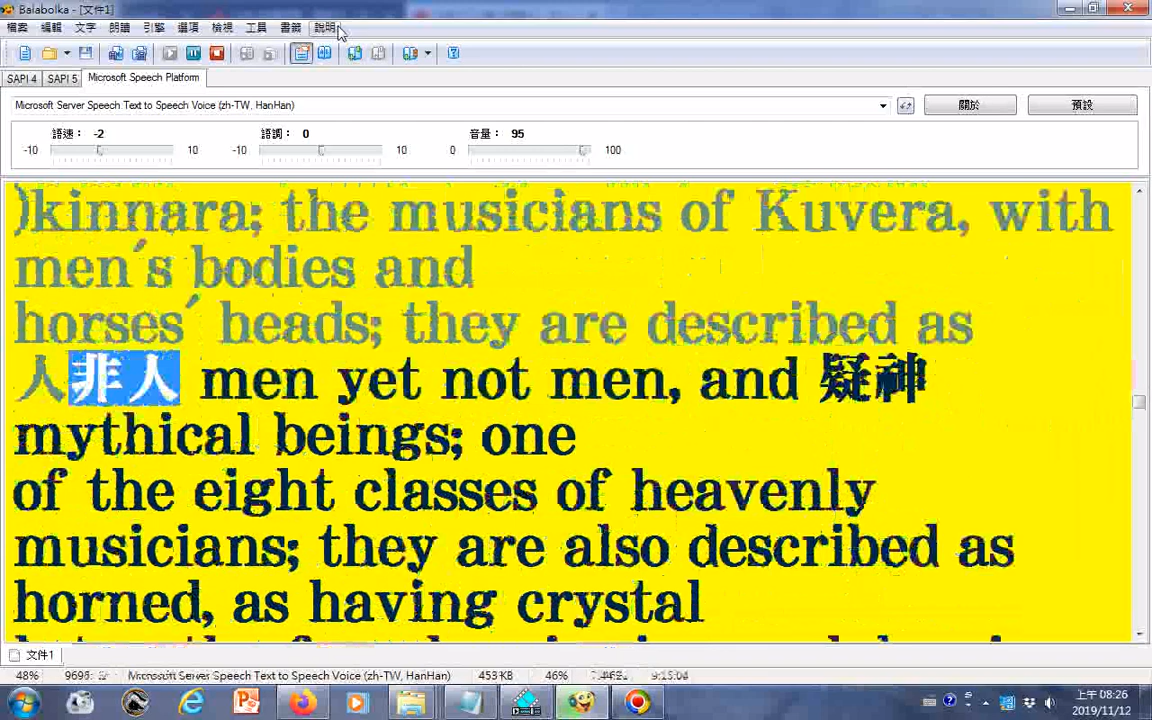 Balabolka - [文件1]
檔案 編輯 文字 朗讀 引擎 選項 檢視 工具 書籤 說明
SAPI 4 SAPI 5 Microsoft Speech Platform
Microsoft Server Speech Text to Speech Voice (zh-TW, HanHan) 關於 預設
語速： -2 語調： 0 音量： 95
-10 10 -10 10 0 100
)kinnara; the musicians of Kuvera, with
men´s bodies and
horses´ heads; they are described as
人非人 men yet not men, and 疑神
mythical beings; one
of the eight classes of heavenly
musicians; they are also described as
horned, as having crystal
文件1
48% Microsoft Server Speech Text to Speech Voice (zh-TW, HanHan) 453 KB 46%
上午 08:26
2019/11/12